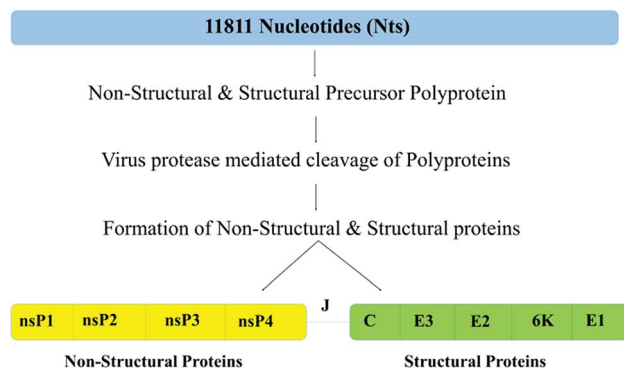 11811 Nucleotides (Nts)
Non-Structural & Structural Precursor Polyprotein
Virus protease mediated cleavage of Polyproteins
Formation of Non-Structural & Structural proteins
nsP1 nsP2 nsP3 nsP4 J C E3 E2 6K E1
Non-Structural Proteins Structural Proteins